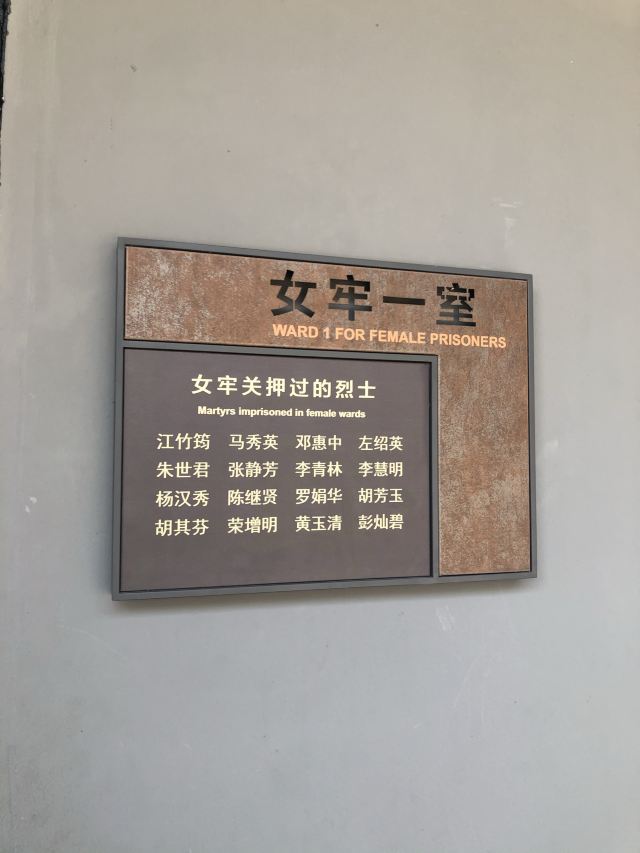 女牢一室
WARD 1 FOR FEMALE PRISONERS
女牢关押过的烈士
Martyrs imprisoned in female wards
江竹筠 马秀英 邓惠中 左绍英
朱世君 张静芳 李青林 李慧明
杨汉秀 陈继贤 罗娟华 胡芳玉
胡其芬 荣增明 黄玉清 彭灿碧